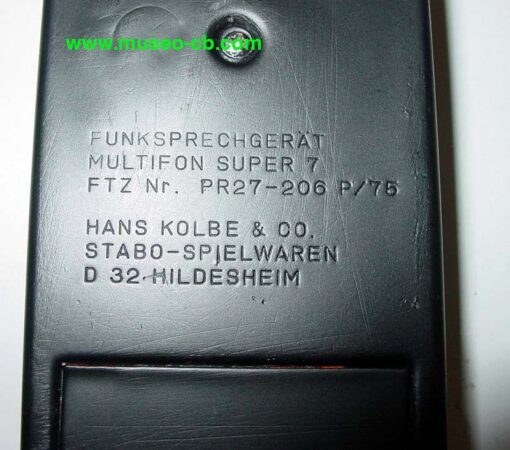 www.museo-cb.com
FUNKSPRECHGERÄT
MULTIFON SUPER 7
FTZ Nr. PR27-206 P/75
HANS KOLBE & CO.
STABO-SPIELWAREN
D 32 HILDESHEIM